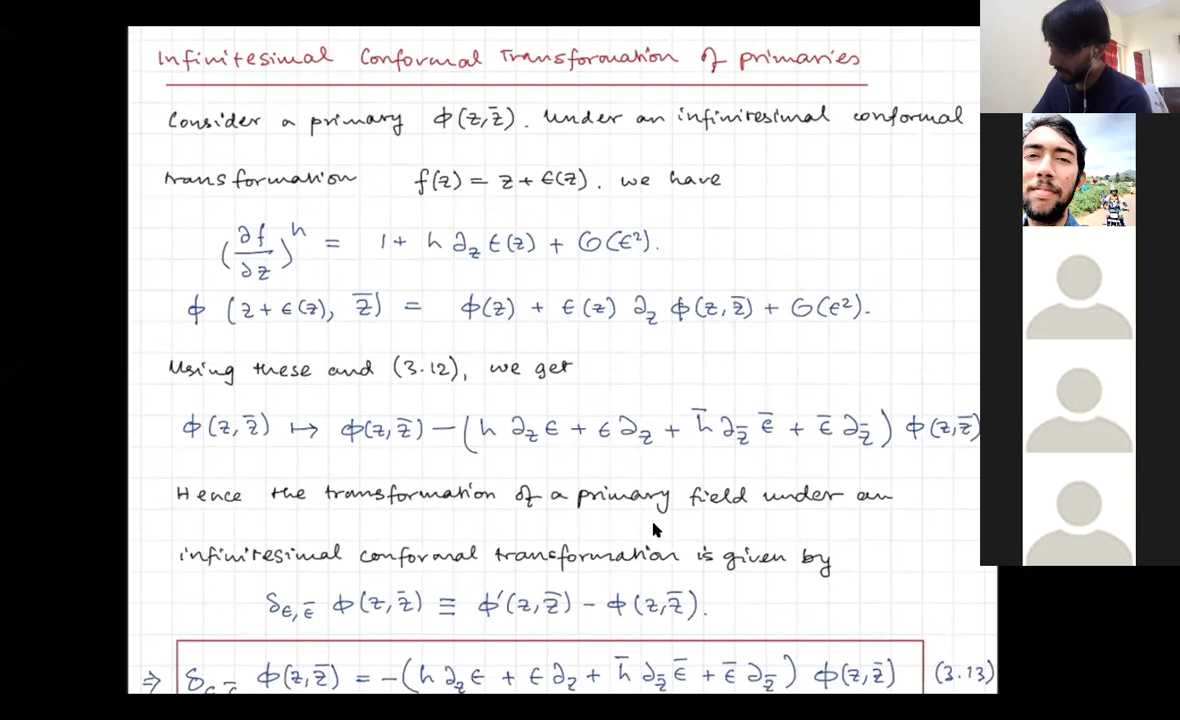 Infinitesimal Conformal Transformation of primaries
Consider a primary ϕ(z,z̄). Under an infinitesimal conformal
transformation f(z) = z + ϵ(z). we have
(∂f/∂z)^h = 1 + h ∂_z ϵ(z) + O(ϵ²).
ϕ (z + ϵ(z), z̄) = ϕ(z) + ϵ(z) ∂_z ϕ(z,z̄) + O(ϵ²).
Using these and (3.12), we get
ϕ(z,z̄) ↦ ϕ(z,z̄) − (h ∂_z ϵ + ϵ ∂_z + h̄ ∂_z̄ ϵ̄ + ϵ̄ ∂_z̄) ϕ(z,z̄)
Hence the transformation of a primary field under an
infinitesimal conformal transformation is given by
δ_ϵ,ϵ̄ ϕ(z,z̄) ≡ ϕ′(z,z̄) − ϕ(z,z̄).
⇒ δ_ϵ,ϵ̄ ϕ(z,z̄) = −(h ∂_z ϵ + ϵ ∂_z + h̄ ∂_z̄ ϵ̄ + ϵ̄ ∂_z̄) ϕ(z,z̄) (3.13)